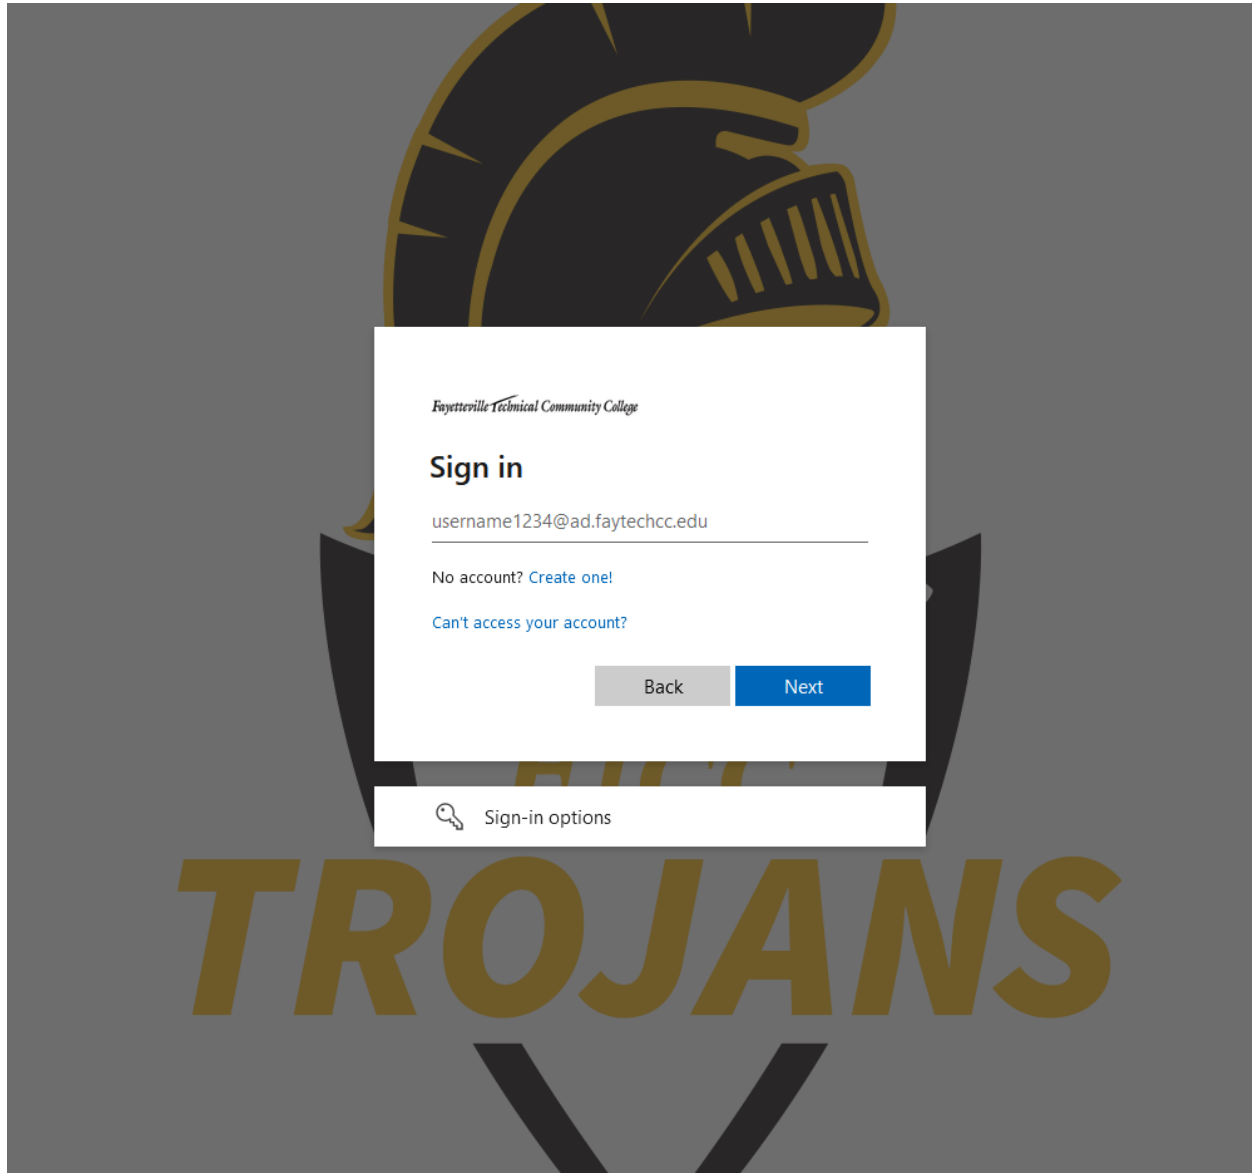 Fayetteville Technical Community College
Sign in
username1234@ad.faytechcc.edu
No account? Create one!
Can't access your account?
Back
Next
FTCC
Sign-in options
TROJANS